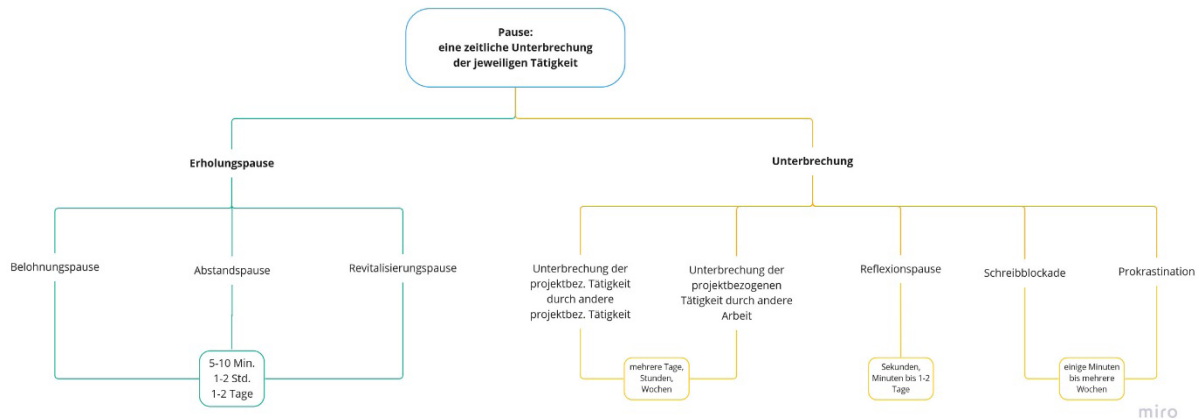 Pause:
eine zeitliche Unterbrechung
der jeweiligen Tätigkeit
Erholungspause
Unterbrechung
Belohnungspause
Abstandspause
Revitalisierungspause
Unterbrechung der
projektbez. Tätigkeit
durch andere
projektbez. Tätigkeit
Unterbrechung der
projektbezogenen
Tätigkeit durch andere
Arbeit
Reflexionspause
Schreibblockade
Prokrastination
5-10 Min.
1-2 Std.
1-2 Tage
mehrere Tage,
Stunden,
Wochen
Sekunden,
Minuten bis 1-2
Tage
einige Minuten
bis mehrere
Wochen
miro